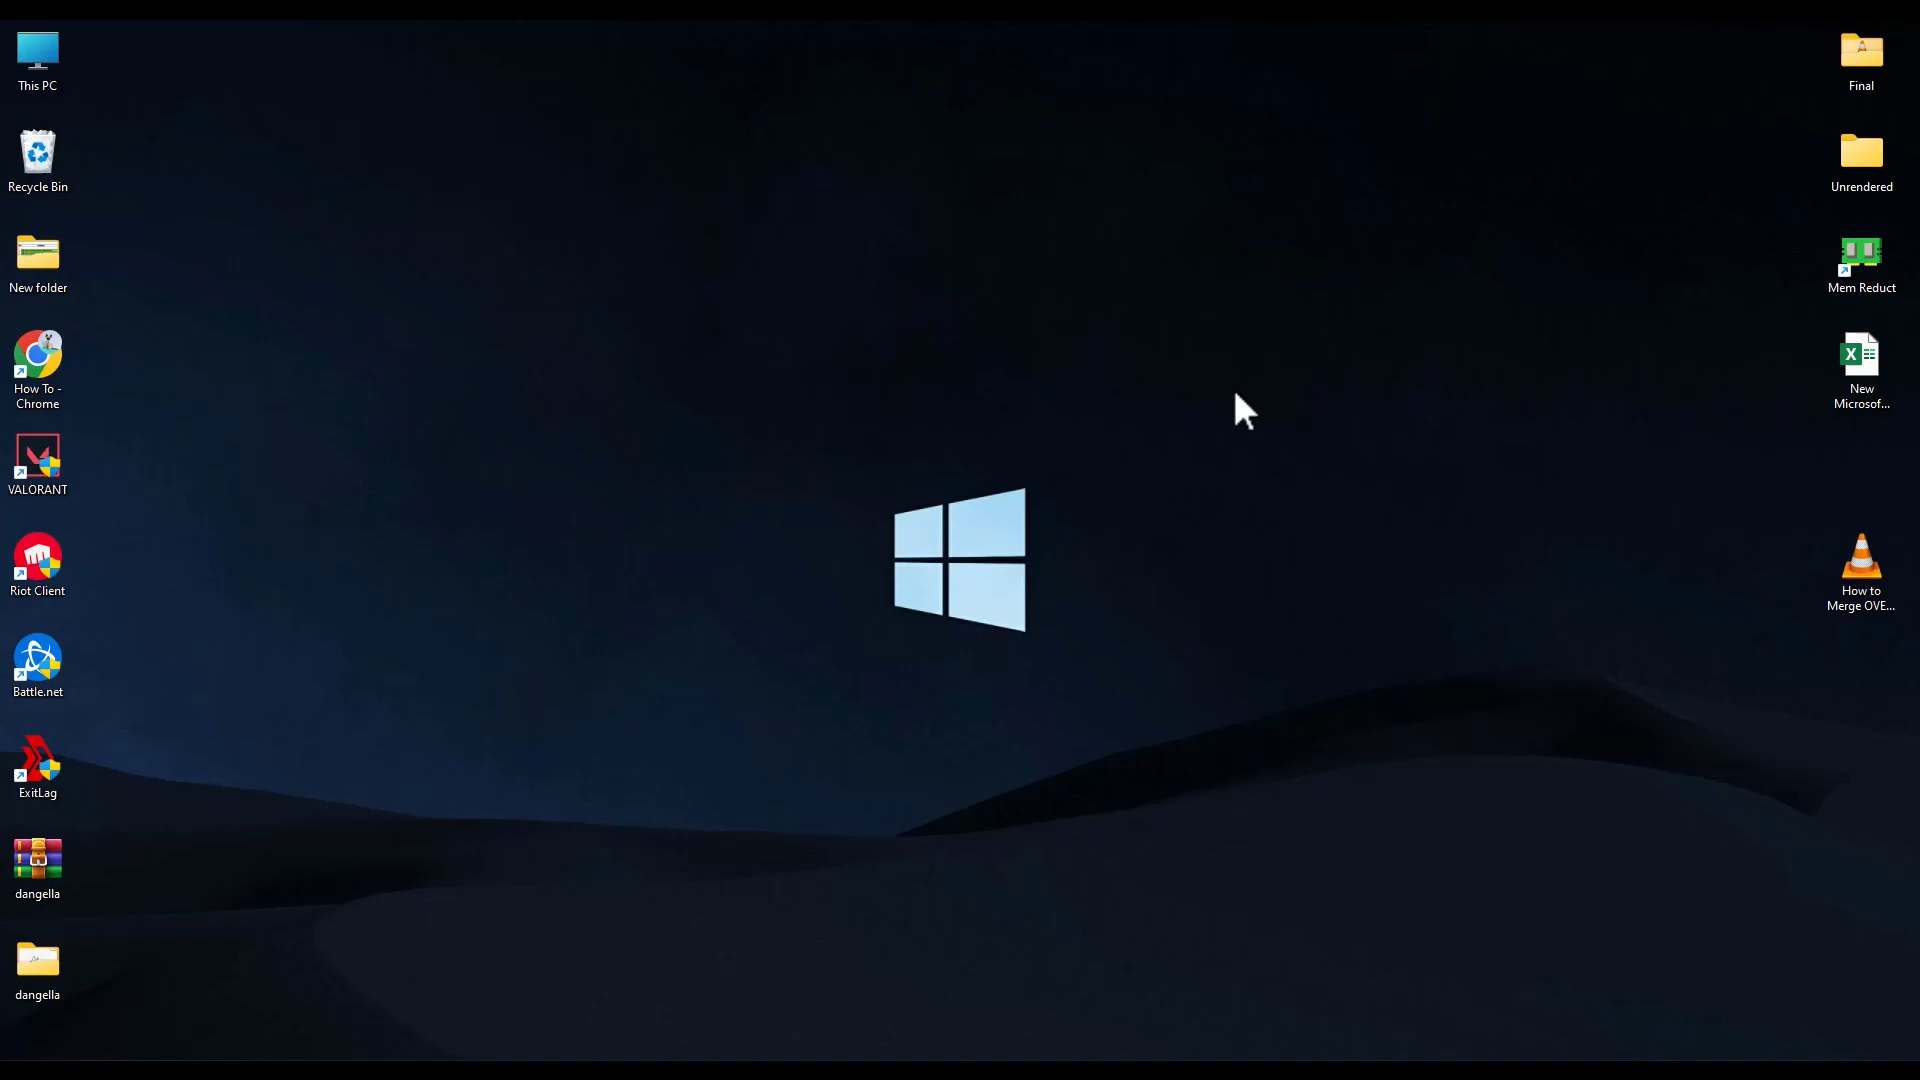 This PC
Recycle Bin
New folder
How To -
Chrome
VALORANT
Riot Client
Battle.net
ExitLag
dangella
dangella
Final
Unrendered
Mem Reduct
New
Microsof...
How to
Merge OVE...